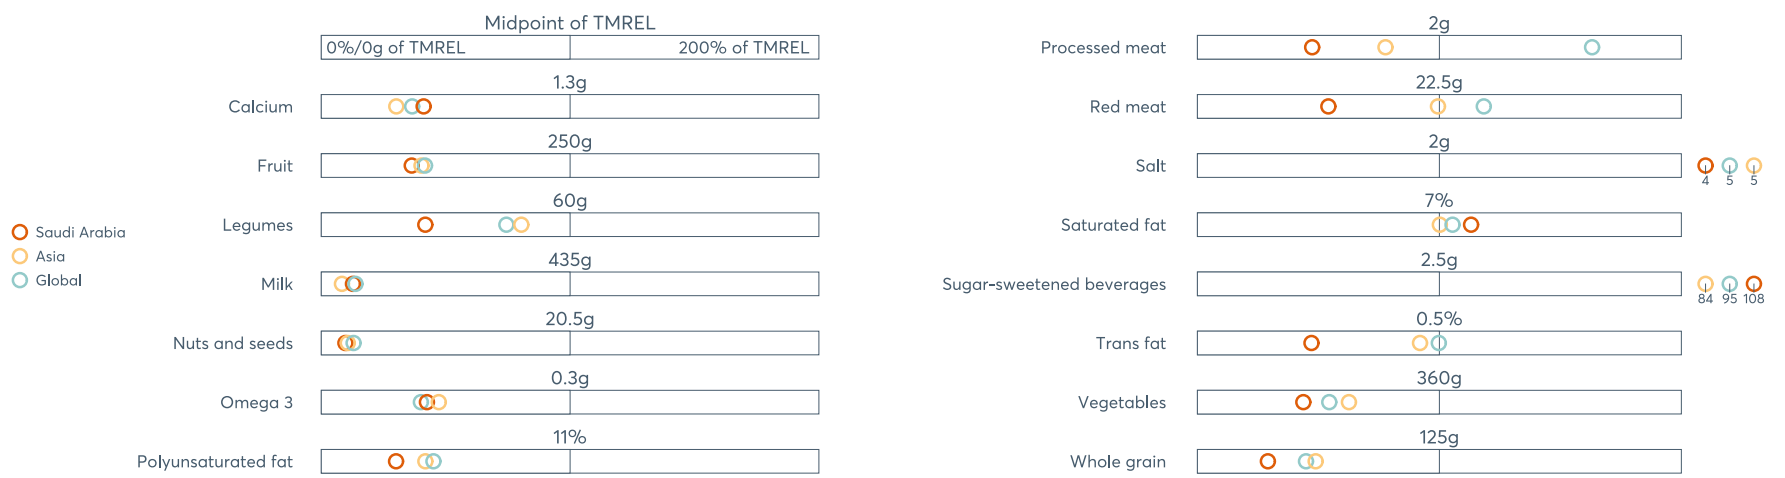 Midpoint of TMREL
0%/0g of TMREL 200% of TMREL
1.3g
Calcium
250g
Fruit
60g
Legumes
435g
Milk
20.5g
Nuts and seeds
0.3g
Omega 3
11%
Polyunsaturated fat
Saudi Arabia
Asia
Global
2g
Processed meat
22.5g
Red meat
2g
Salt
4 5 5
7%
Saturated fat
2.5g
Sugar-sweetened beverages
84 95 108
0.5%
Trans fat
360g
Vegetables
125g
Whole grain